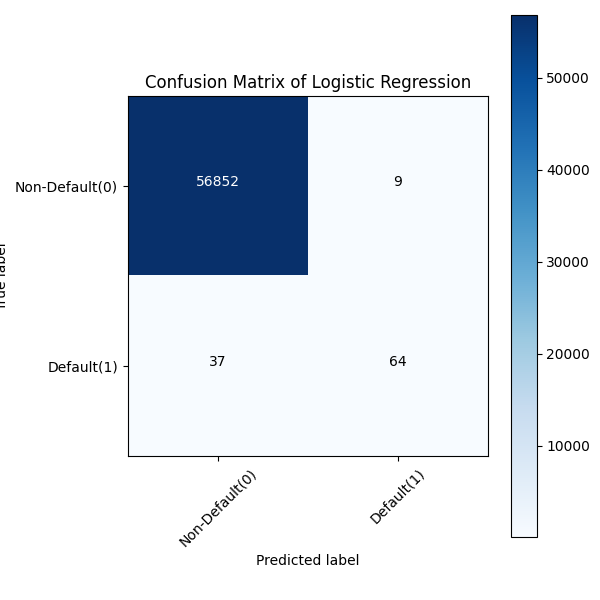 Confusion Matrix of Logistic Regression
Non-Default(0)
56852
9
Default(1)
37
64
Non-Default(0)
Default(1)
Predicted label
label
50000
40000
30000
20000
10000